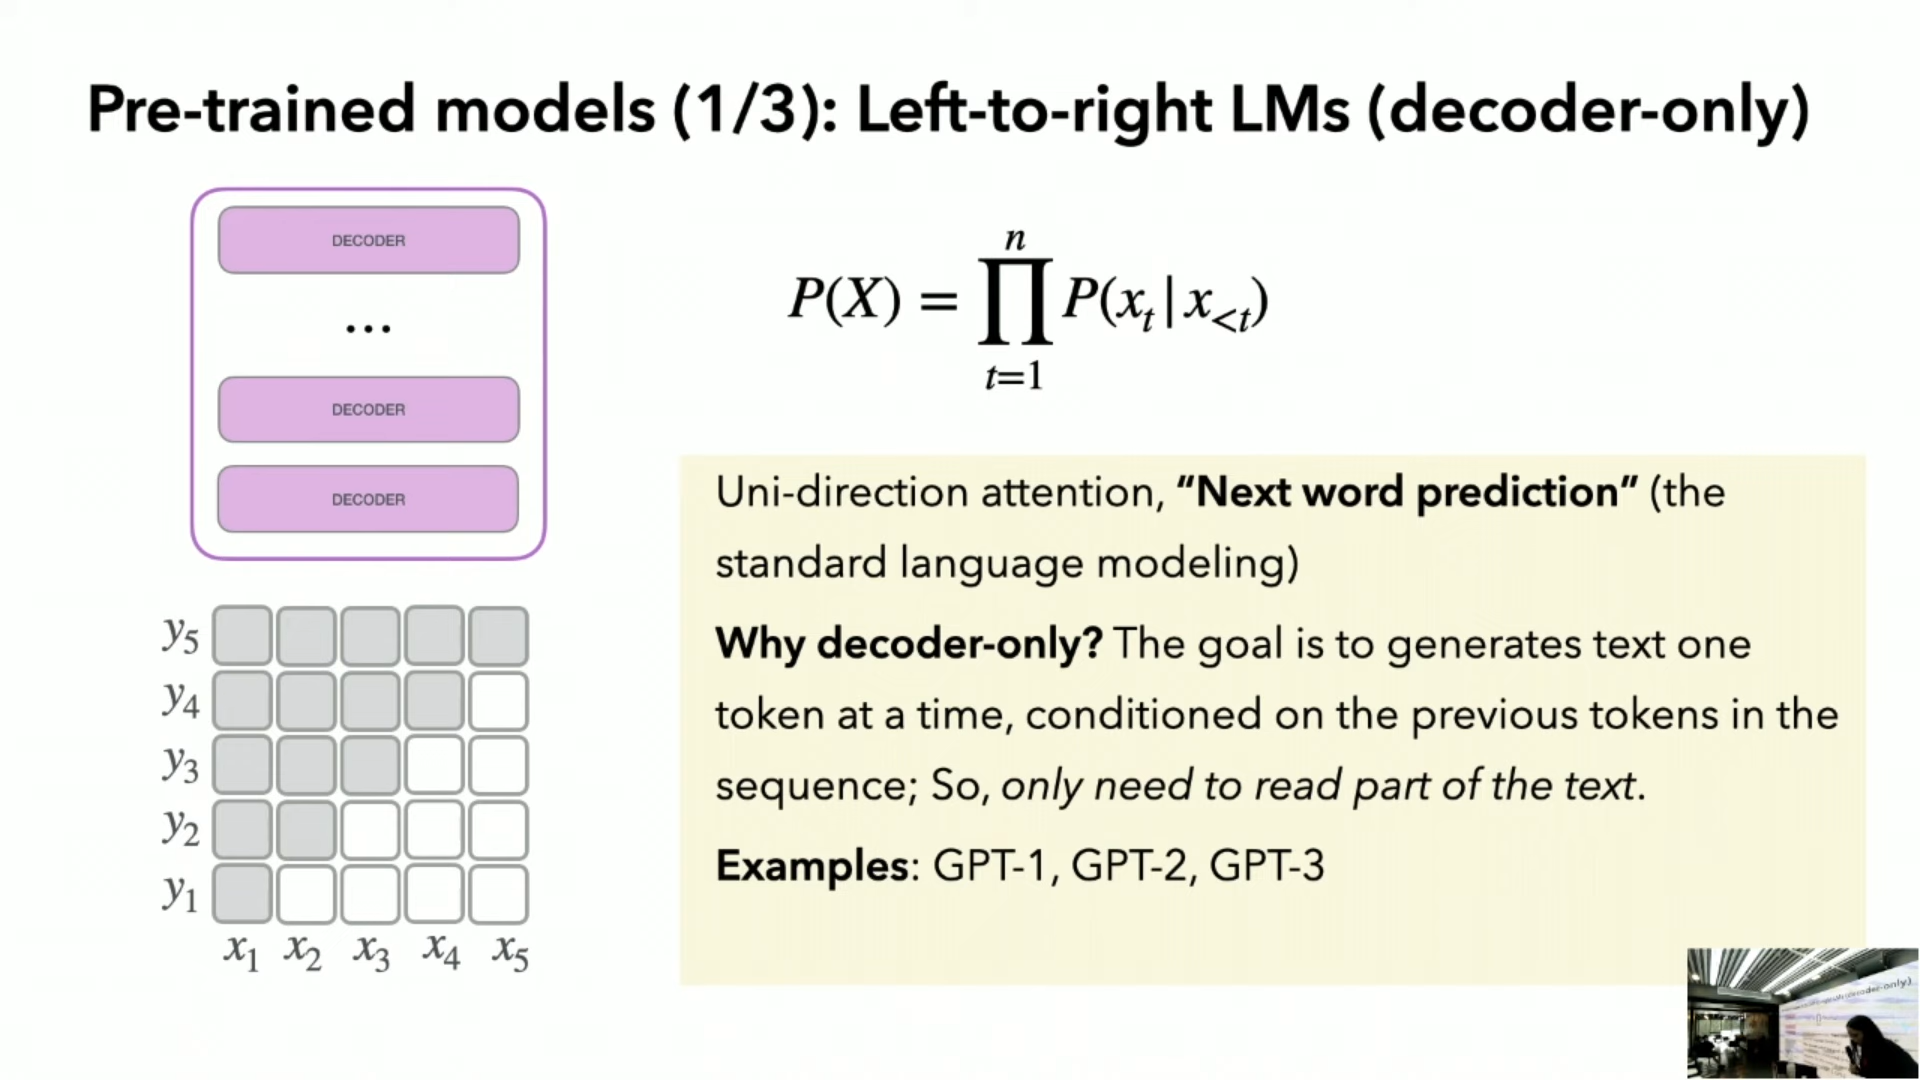 Pre-trained models (1/3): Left-to-right LMs (decoder-only)
DECODER
...
DECODER
DECODER
P(X) = ∏_{t=1}^{n} P(x_t | x_{<t})
Uni-direction attention, “Next word prediction” (the
standard language modeling)
Why decoder-only? The goal is to generates text one
token at a time, conditioned on the previous tokens in the
sequence; So, only need to read part of the text.
Examples: GPT-1, GPT-2, GPT-3
y5
y4
y3
y2
y1
x1 x2 x3 x4 x5
(decoder-only)